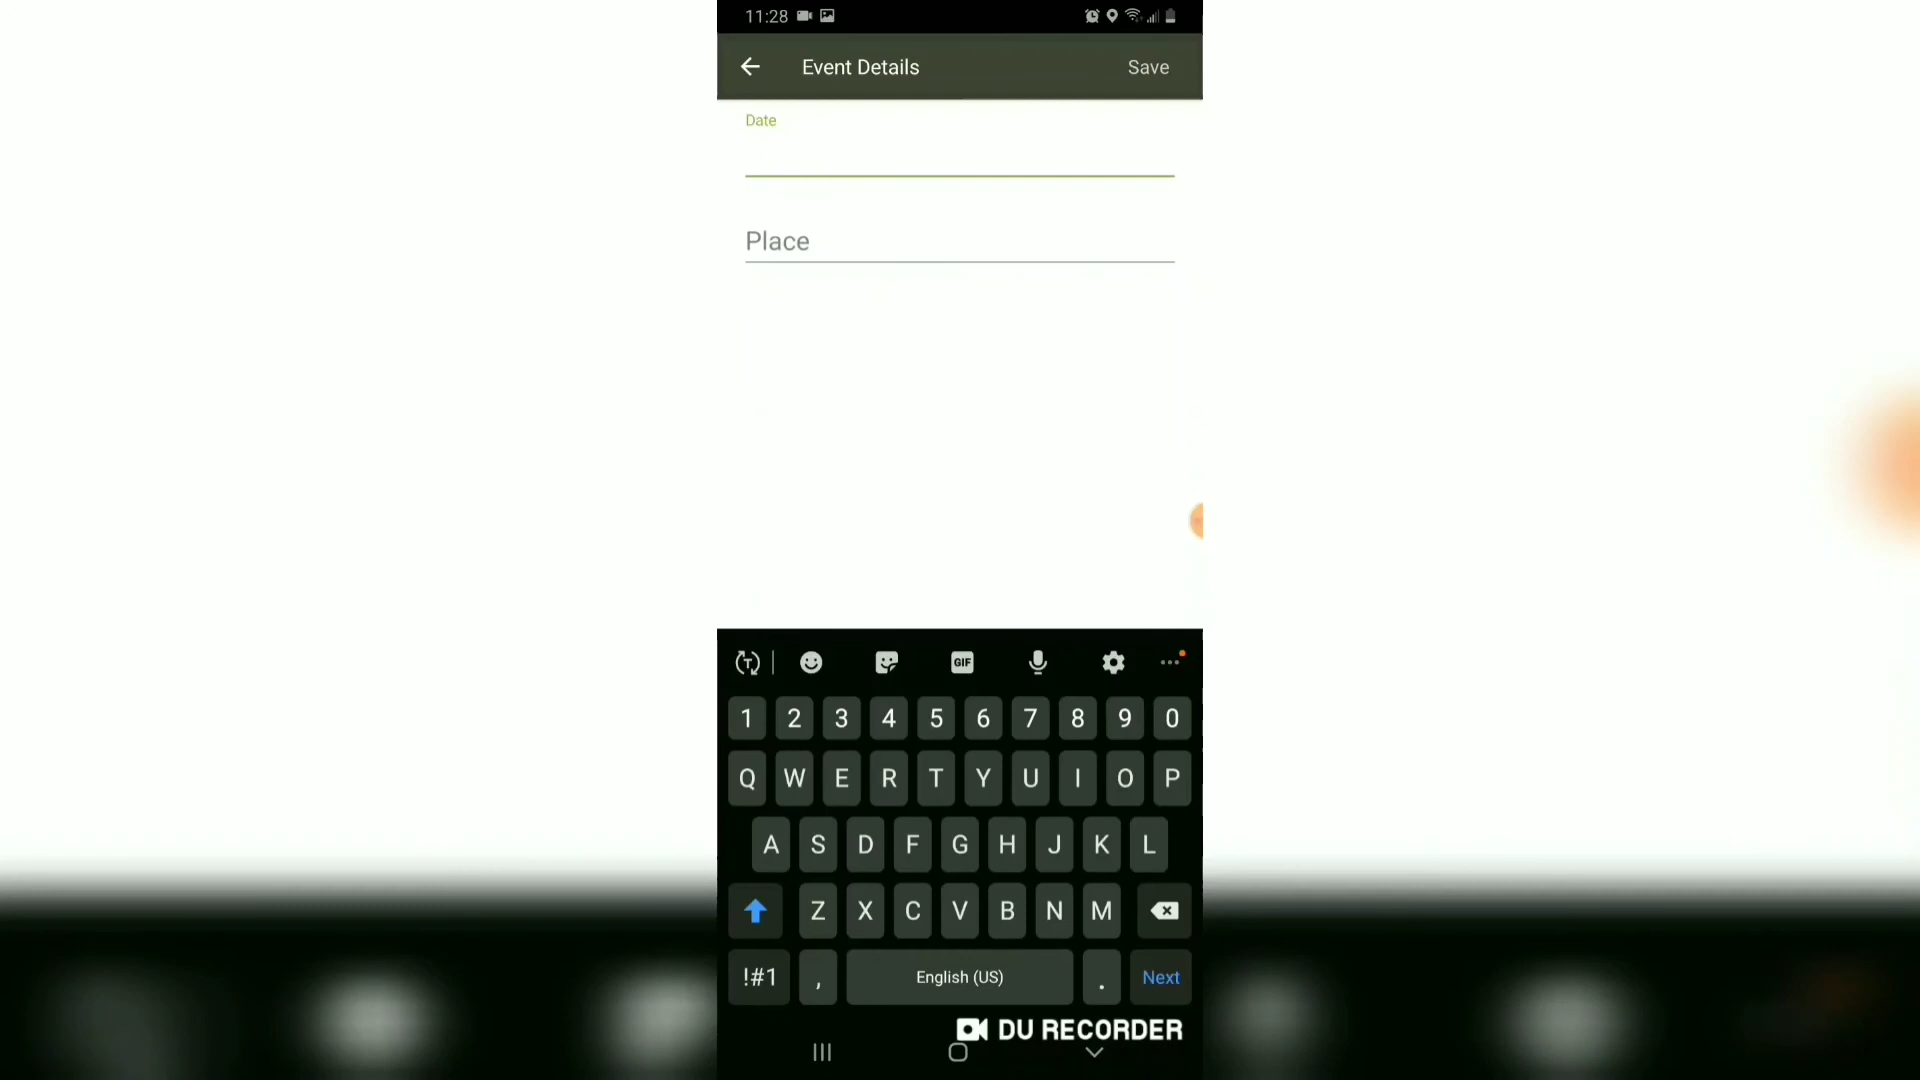 11:28
Event Details Save
Date
Place
GIF
1 2 3 4 5 6 7 8 9 0
Q W E R T Y U I O P
A S D F G H J K L
Z X C V B N M
!#1 , English (US) . Next
DU RECORDER